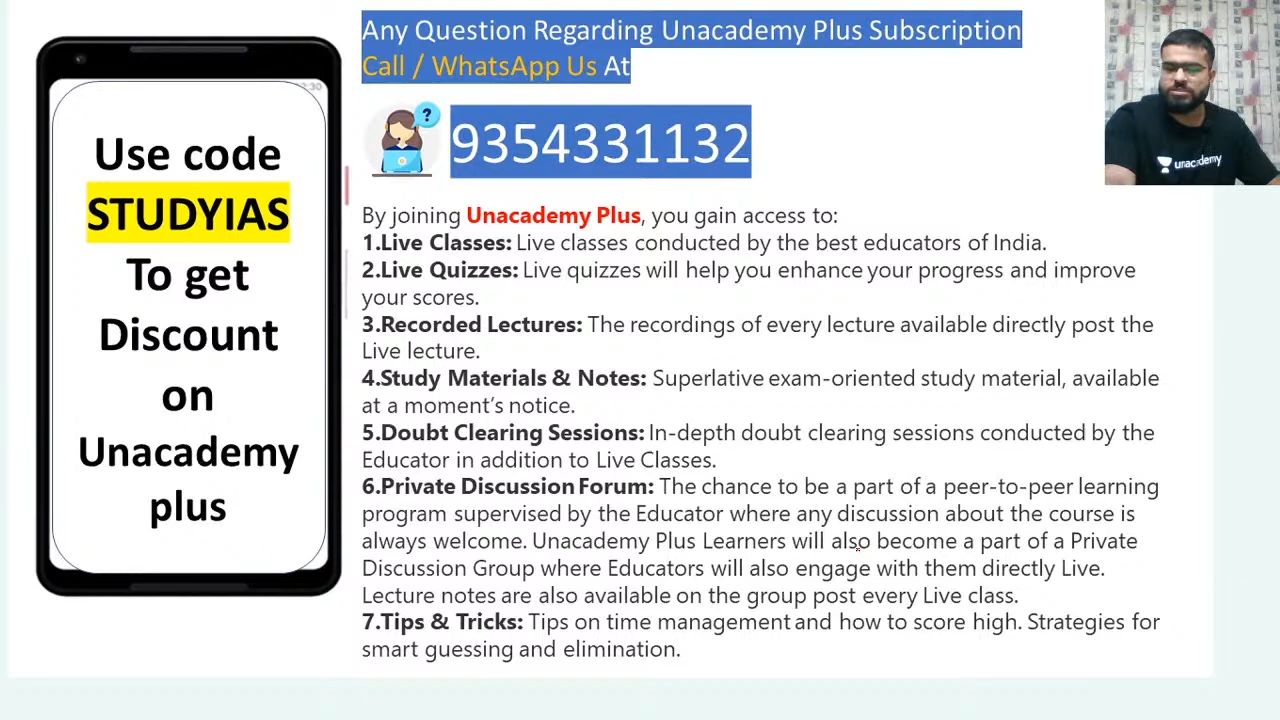 Use code
STUDYIAS
To get
Discount
on
Unacademy
plus
Any Question Regarding Unacademy Plus Subscription
Call / WhatsApp Us At
?
9354331132
unacademy
By joining Unacademy Plus, you gain access to:
1.Live Classes: Live classes conducted by the best educators of India.
2.Live Quizzes: Live quizzes will help you enhance your progress and improve
your scores.
3.Recorded Lectures: The recordings of every lecture available directly post the
Live lecture.
4.Study Materials & Notes: Superlative exam-oriented study material, available
at a moment’s notice.
5.Doubt Clearing Sessions: In-depth doubt clearing sessions conducted by the
Educator in addition to Live Classes.
6.Private Discussion Forum: The chance to be a part of a peer-to-peer learning
program supervised by the Educator where any discussion about the course is
always welcome. Unacademy Plus Learners will also become a part of a Private
Discussion Group where Educators will also engage with them directly Live.
Lecture notes are also available on the group post every Live class.
7.Tips & Tricks: Tips on time management and how to score high. Strategies for
smart guessing and elimination.